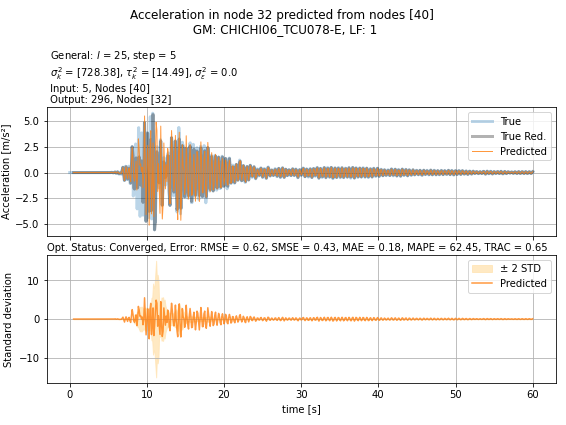 Acceleration in node 32 predicted from nodes [40]
GM: CHICHI06_TCU078-E, LF: 1
General: l = 25, step = 5
σ²ₖ = [728.38], τ²ₖ = [14.49], σ²ε = 0.0
Input: 5, Nodes [40]
Output: 296, Nodes [32]
Acceleration [m/s²]
5.0
2.5
0.0
−2.5
−5.0
True
True Red.
Predicted
Opt. Status: Converged, Error: RMSE = 0.62, SMSE = 0.43, MAE = 0.18, MAPE = 62.45, TRAC = 0.65
Standard deviation
10
0
−10
± 2 STD
Predicted
0 10 20 30 40 50 60
time [s]